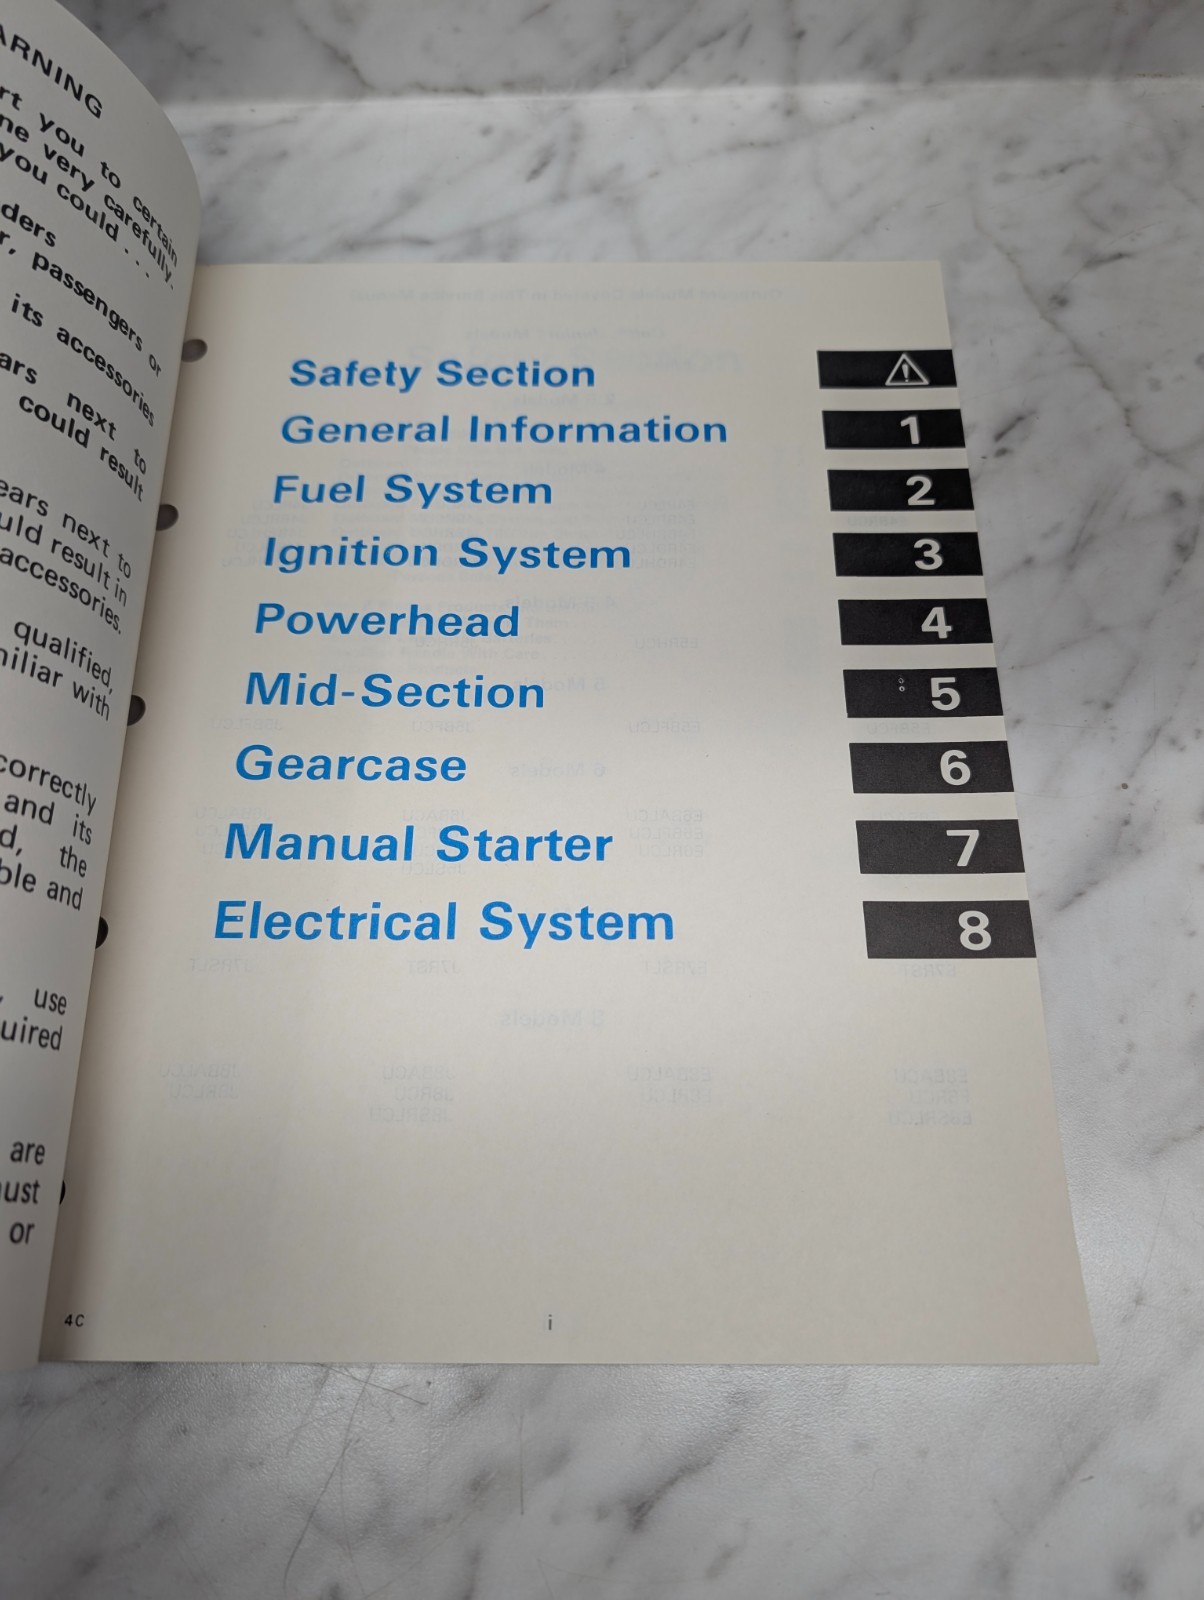 ARNING
rt you to certain
ne very carefully.
you could . . .
ders
r, passengers or
its accessories
ars next to
could result
ears next to
uld result in
accessories.
qualified,
miliar with
correctly
and its
d, the
ble and
, use
uired
are
ust
or
4C
Safety Section
General Information 1
Fuel System 2
Ignition System 3
Powerhead 4
Mid-Section 5
Gearcase 6
Manual Starter 7
Electrical System 8
i